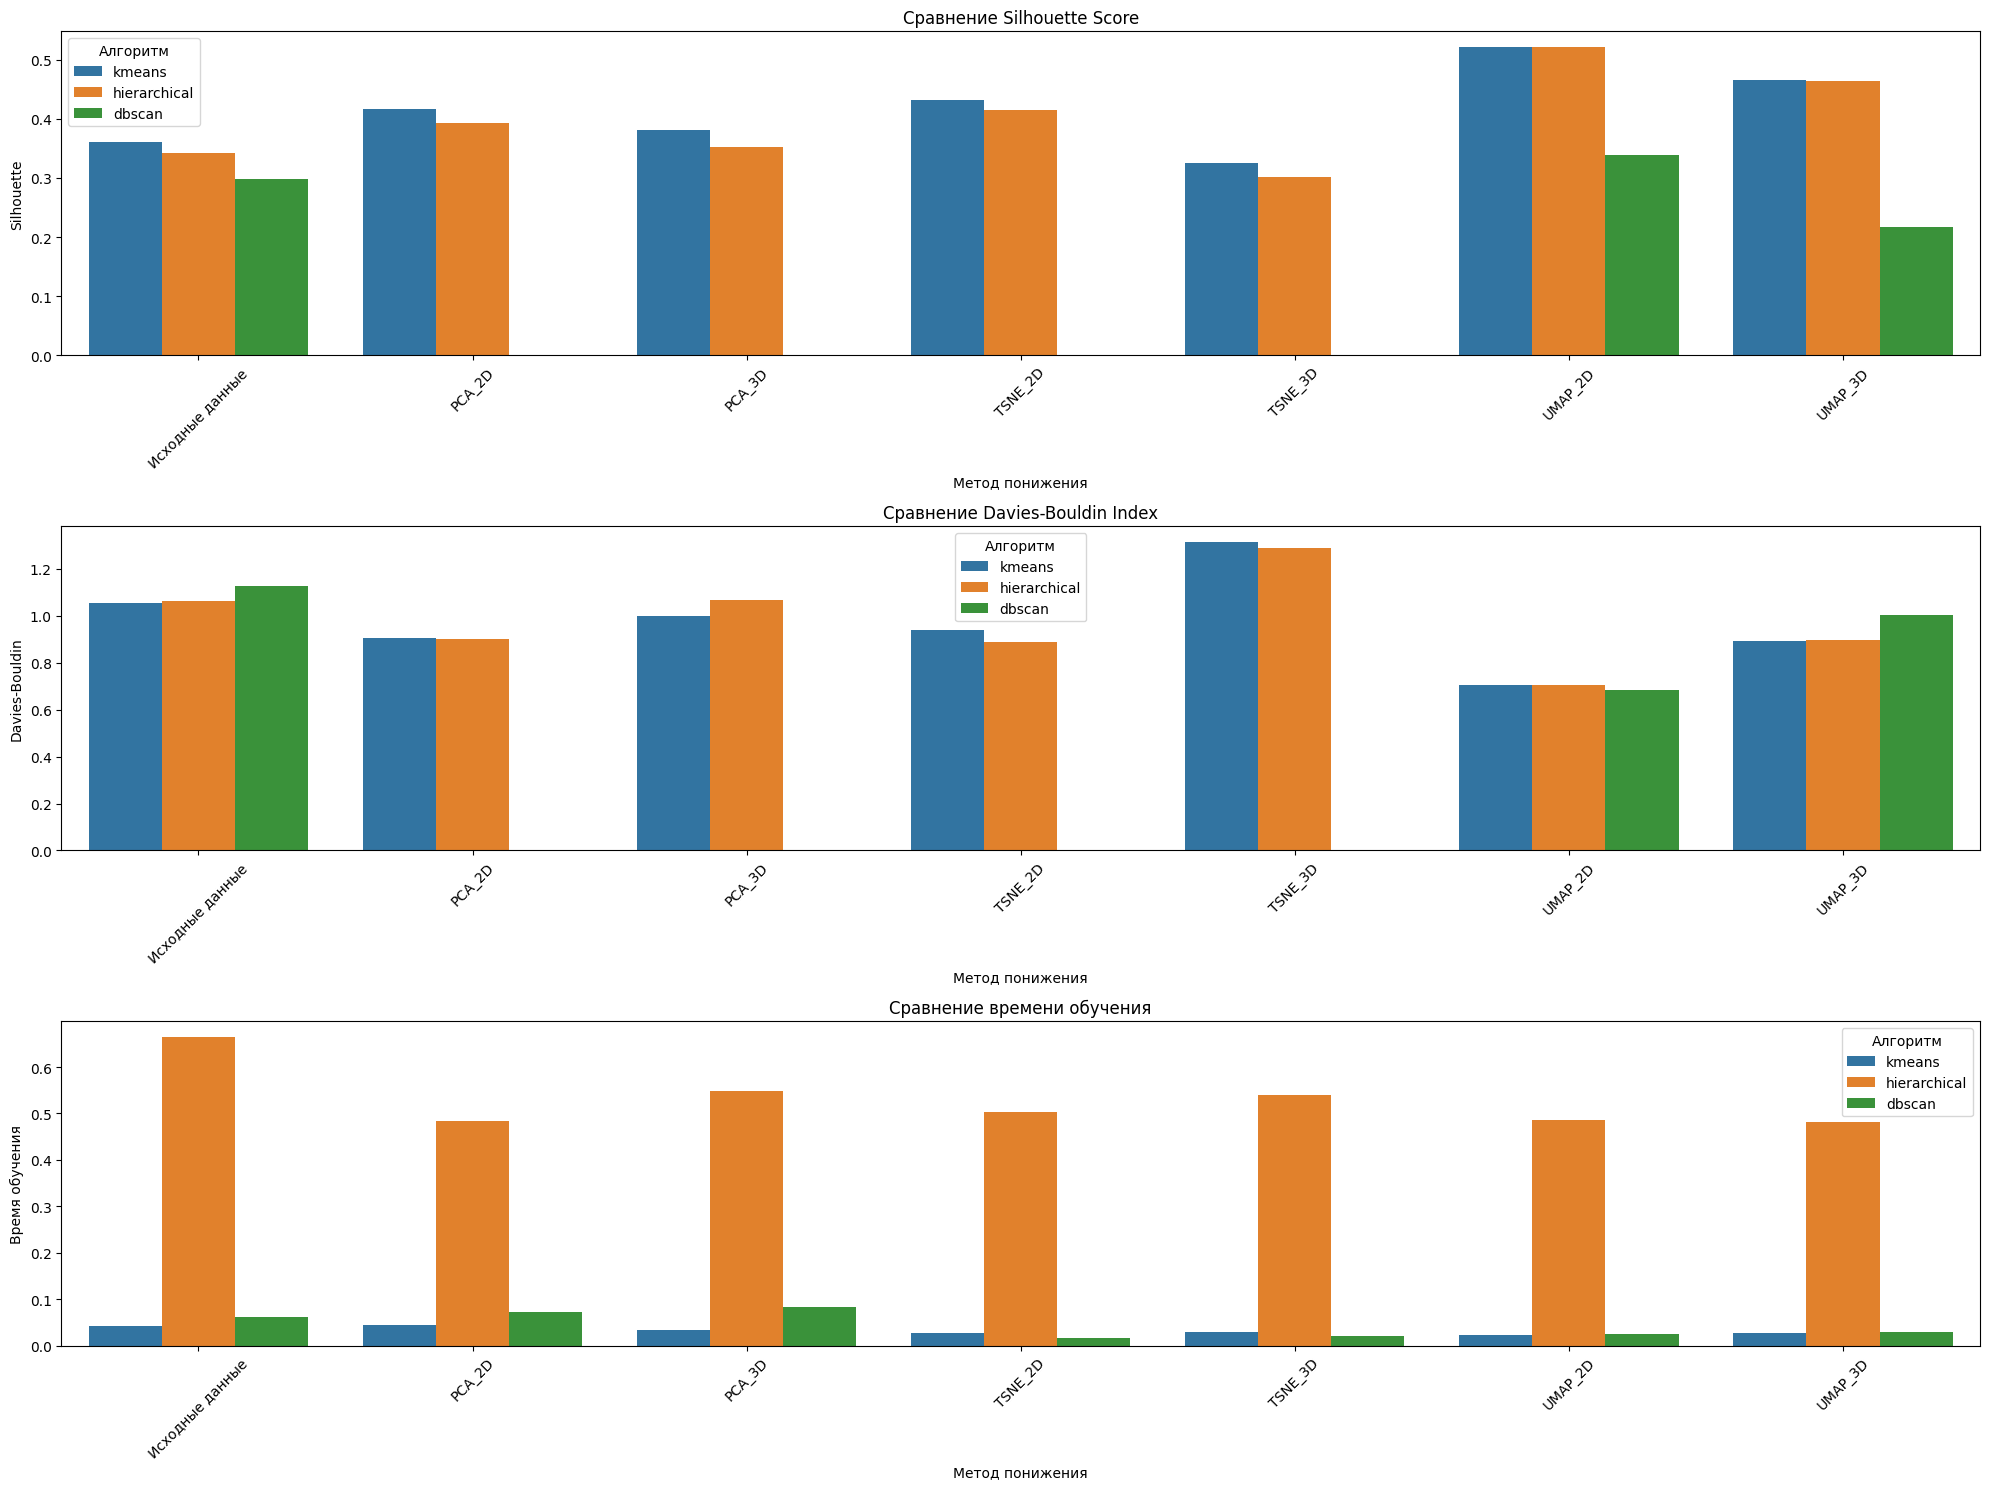 Сравнение Silhouette Score
Алгоритм
kmeans
hierarchical
dbscan
Silhouette
0.5
0.4
0.3
0.2
0.1
0.0
Исходные данные
PCA_2D
PCA_3D
TSNE_2D
TSNE_3D
UMAP_2D
UMAP_3D
Метод понижения
Сравнение Davies-Bouldin Index
Алгоритм
kmeans
hierarchical
dbscan
Davies-Bouldin
1.2
1.0
0.8
0.6
0.4
0.2
0.0
Исходные данные
PCA_2D
PCA_3D
TSNE_2D
TSNE_3D
UMAP_2D
UMAP_3D
Метод понижения
Сравнение времени обучения
Алгоритм
kmeans
hierarchical
dbscan
Время обучения
0.6
0.5
0.4
0.3
0.2
0.1
0.0
Исходные данные
PCA_2D
PCA_3D
TSNE_2D
TSNE_3D
UMAP_2D
UMAP_3D
Метод понижения